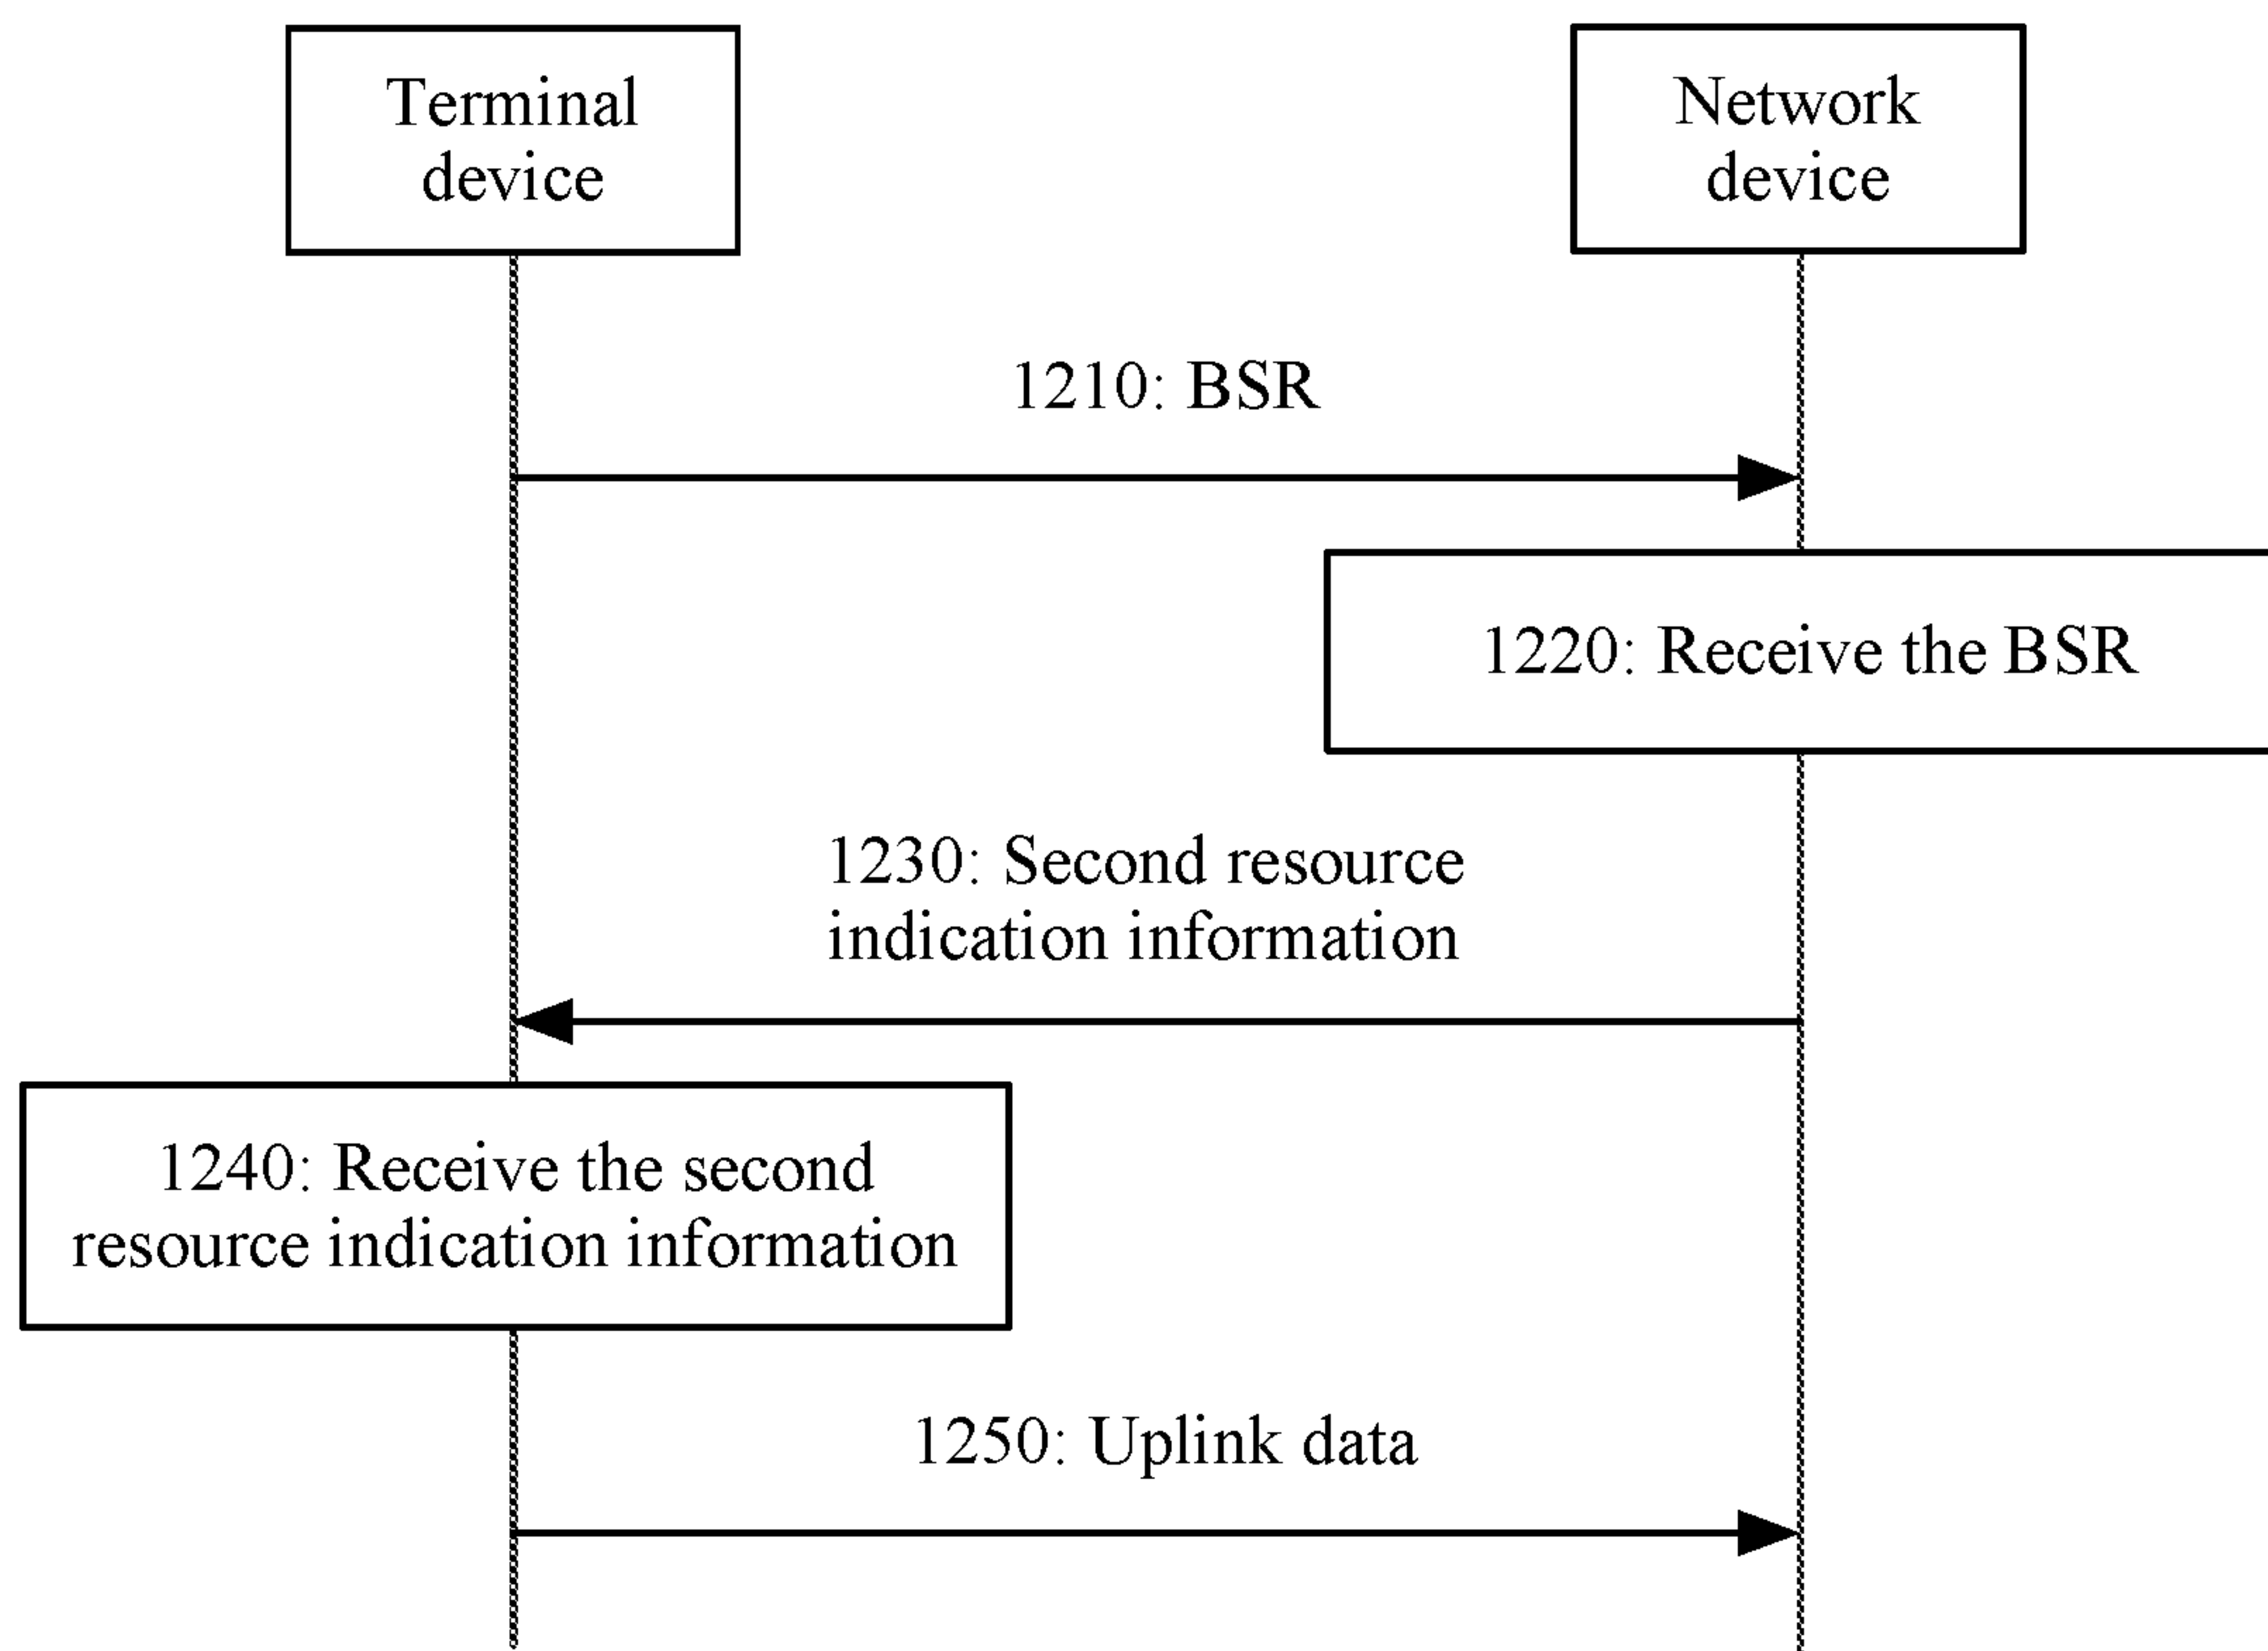 Terminal
device
Network
device
1210: BSR
1220: Receive the BSR
1230: Second resource
indication information
1240: Receive the second
resource indication information
1250: Uplink data